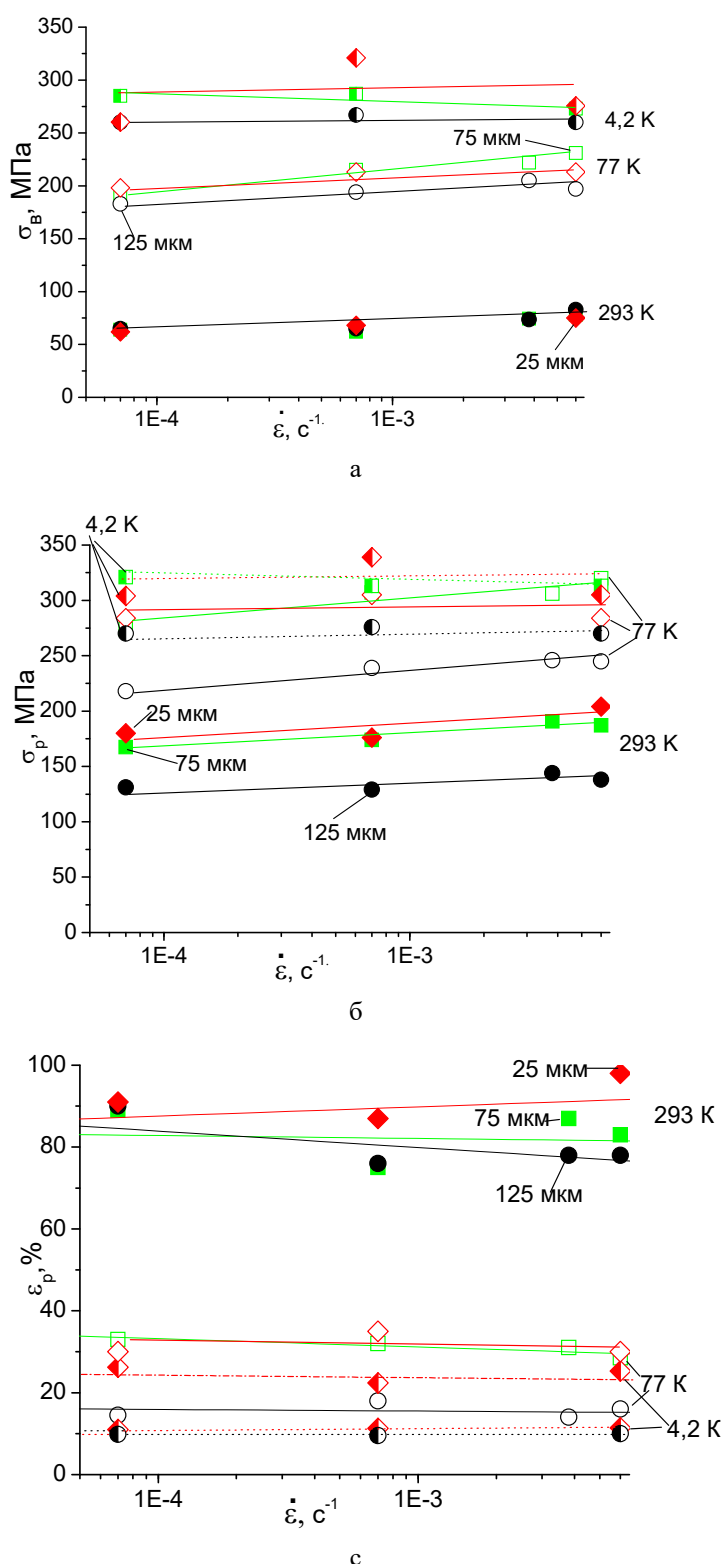 350
300
250
200
150
100
50
0
σ_B, МПа
4,2 K
75 мкм
77 K
125 мкм
293 K
25 мкм
1E-4
1E-3
ε̇, c⁻¹·
а
4,2 K
350
300
250
200
150
100
50
0
σ_p, МПа
77 K
25 мкм
293 K
75 мкм
125 мкм
1E-4
1E-3
ε̇, c⁻¹·
б
100
80
60
40
20
0
ε_p, %
25 мкм
75 мкм
293 К
125 мкм
77 К
4,2 К
1E-4
1E-3
ε̇, c⁻¹
с